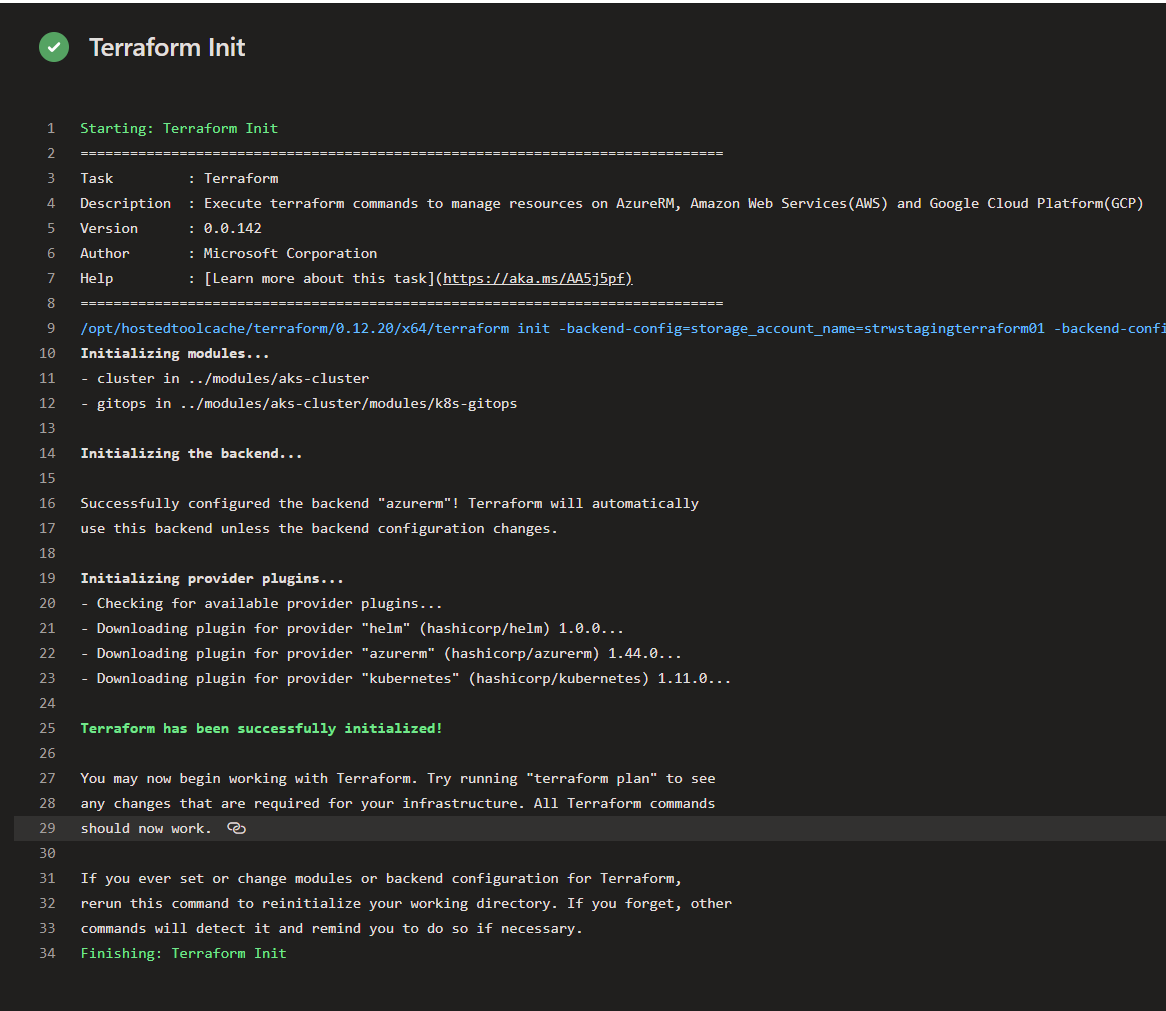 Terraform Init
1 Starting: Terraform Init
2 ==============================================================================
3 Task         : Terraform
4 Description  : Execute terraform commands to manage resources on AzureRM, Amazon Web Services(AWS) and Google Cloud Platform(GCP)
5 Version      : 0.0.142
6 Author       : Microsoft Corporation
7 Help         : [Learn more about this task](https://aka.ms/AA5j5pf)
8 ==============================================================================
9 /opt/hostedtoolcache/terraform/0.12.20/x64/terraform init -backend-config=storage_account_name=strwstagingterraform01 -backend-confi
10 Initializing modules...
11 - cluster in ../modules/aks-cluster
12 - gitops in ../modules/aks-cluster/modules/k8s-gitops
13
14 Initializing the backend...
15
16 Successfully configured the backend "azurerm"! Terraform will automatically
17 use this backend unless the backend configuration changes.
18
19 Initializing provider plugins...
20 - Checking for available provider plugins...
21 - Downloading plugin for provider "helm" (hashicorp/helm) 1.0.0...
22 - Downloading plugin for provider "azurerm" (hashicorp/azurerm) 1.44.0...
23 - Downloading plugin for provider "kubernetes" (hashicorp/kubernetes) 1.11.0...
24
25 Terraform has been successfully initialized!
26
27 You may now begin working with Terraform. Try running "terraform plan" to see
28 any changes that are required for your infrastructure. All Terraform commands
29 should now work.
30
31 If you ever set or change modules or backend configuration for Terraform,
32 rerun this command to reinitialize your working directory. If you forget, other
33 commands will detect it and remind you to do so if necessary.
34 Finishing: Terraform Init